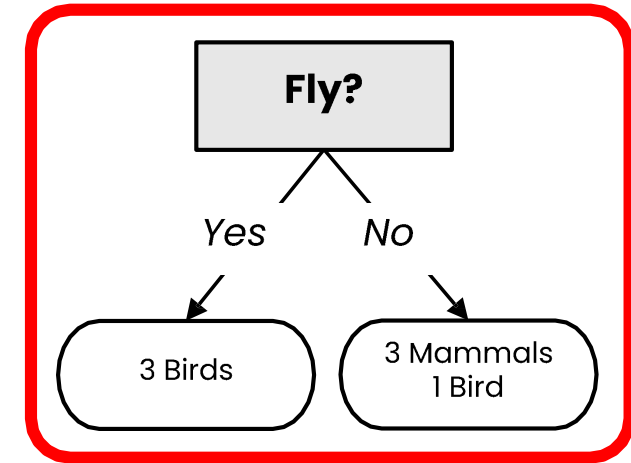 Fly?
Yes
No
3 Birds
3 Mammals
1 Bird